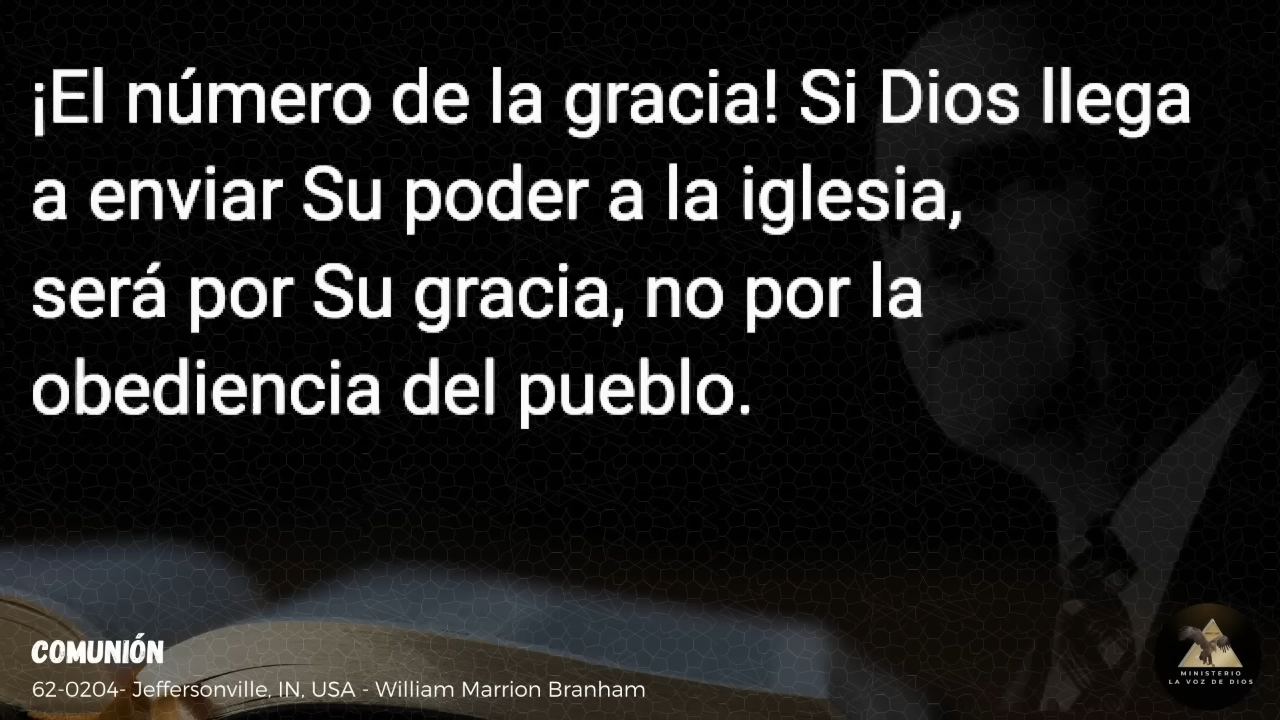 ¡El número de la gracia! Si Dios llega
a enviar Su poder a la iglesia,
será por Su gracia, no por la
obediencia del pueblo.
COMUNIÓN
62-0204- Jeffersonville, IN, USA - William Marrion Branham
MINISTERIO
LA VOZ DE DIOS